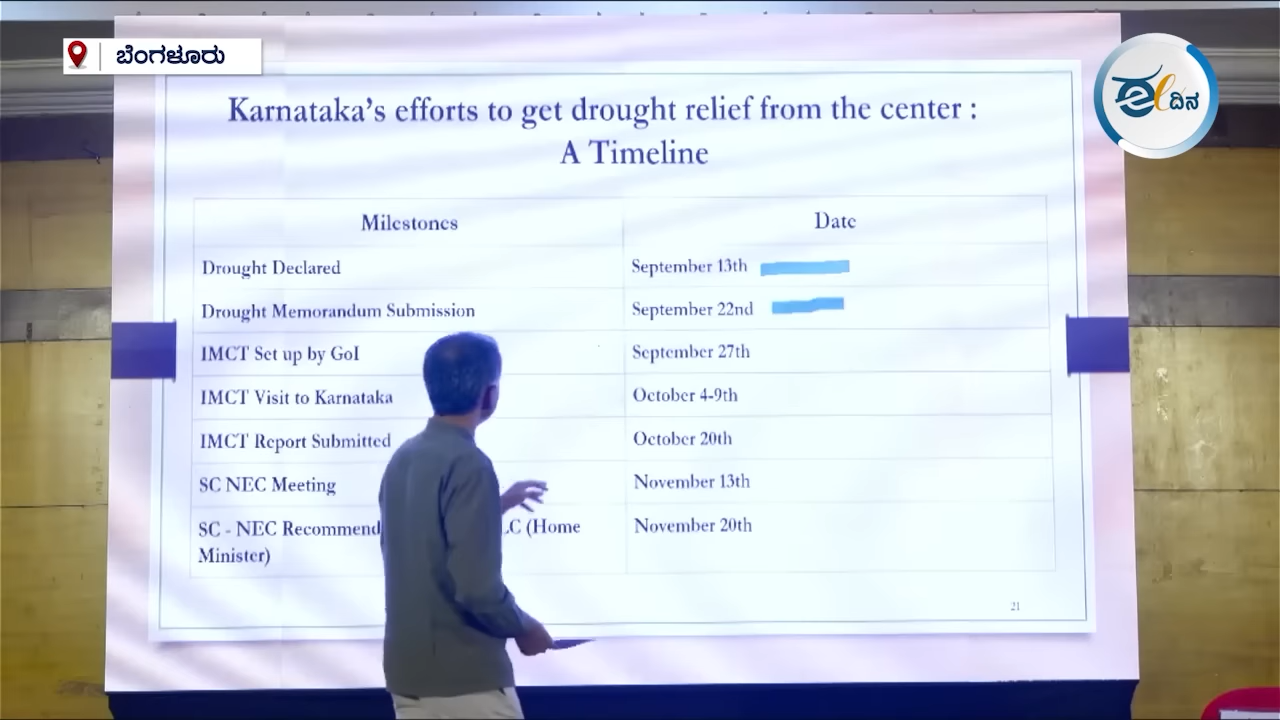 ಬೆಂಗಳೂರು
eಲ ದಿನ
Karnataka's efforts to get drought relief from the center :
A Timeline
Milestones Date
Drought Declared September 13th
Drought Memorandum Submission September 22nd
IMCT Set up by GoI September 27th
IMCT Visit to Karnataka October 4-9th
IMCT Report Submitted October 20th
SC NEC Meeting November 13th
SC - NEC Recommend (Home November 20th
Minister)
21